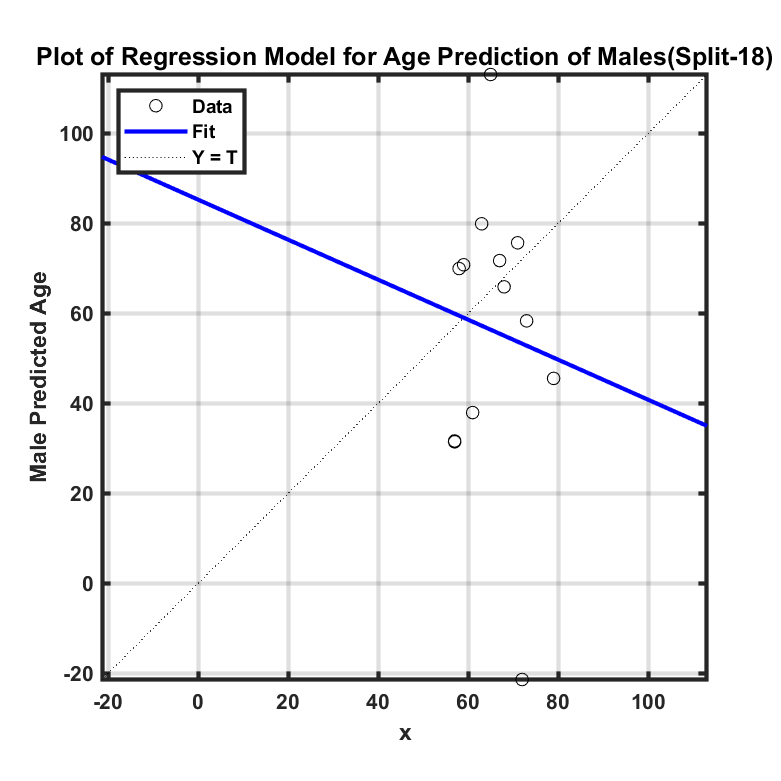 Plot of Regression Model for Age Prediction of Males(Split-18)
Data
Fit
Y = T
Male Predicted Age
100
80
60
40
20
0
-20
-20 0 20 40 60 80 100
x